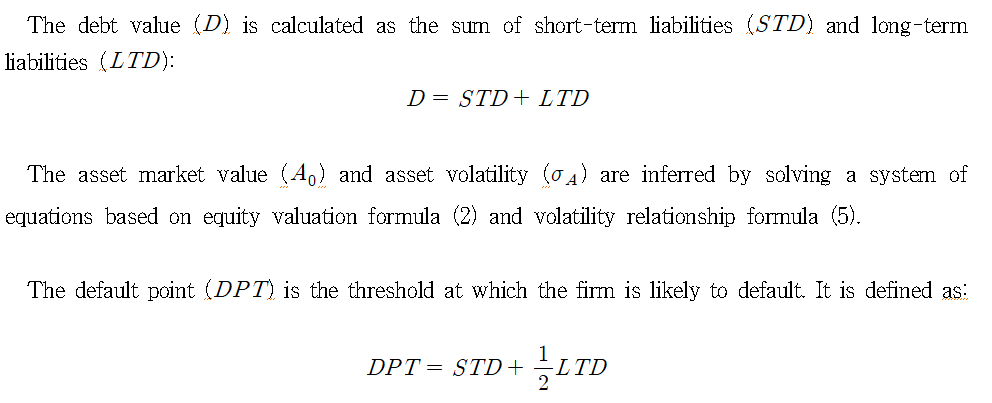 The debt value (D) is calculated as the sum of short-term liabilities (STD) and long-term
liabilities (LTD):
D = STD + LTD
The asset market value (A₀) and asset volatility (σ_A) are inferred by solving a system of
equations based on equity valuation formula (2) and volatility relationship formula (5).
The default point (DPT) is the threshold at which the firm is likely to default. It is defined as:
DPT = STD + 1/2 LTD